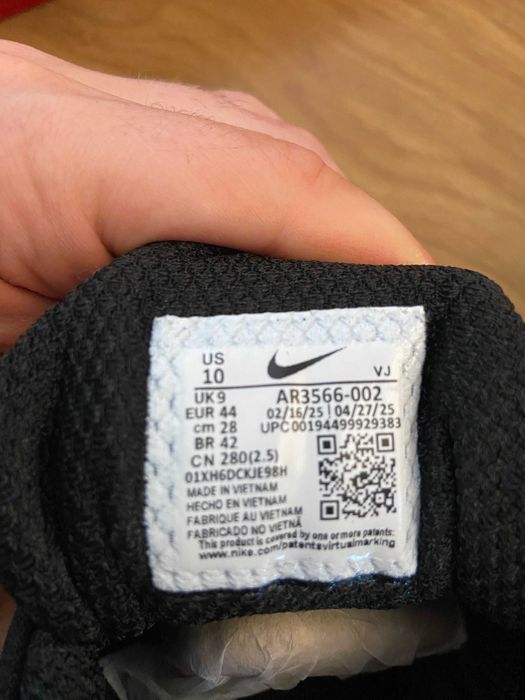 US
10
VJ
UK9
AR3566-002
EUR 44
02/16/25 | 04/27/25
cm 28
UPC00194499929383
BR 42
CN 280(2.5)
01XH6DCKJE98H
MADE IN VIETNAM
HECHO EN VIETNAM
FABRIQUE AU VIETNAM
FABRICADO NO VIETNÃ
This product is covered by one or more patents:
www.nike.com/patentsvirtualmarking